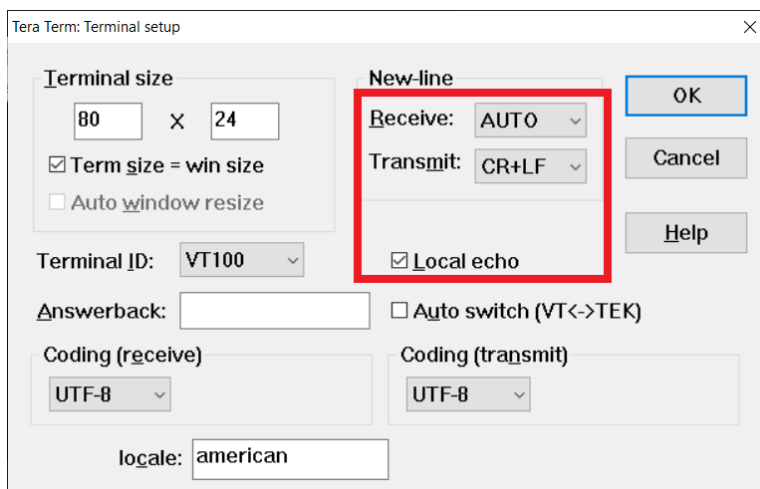 Tera Term: Terminal setup
Terminal size
80 X 24
Term size = win size
Auto window resize
New-line
Receive: AUTO
Transmit: CR+LF
OK
Cancel
Help
Terminal ID: VT100
Local echo
Answerback:
Auto switch (VT<->TEK)
Coding (receive)
UTF-8
Coding (transmit)
UTF-8
locale: american